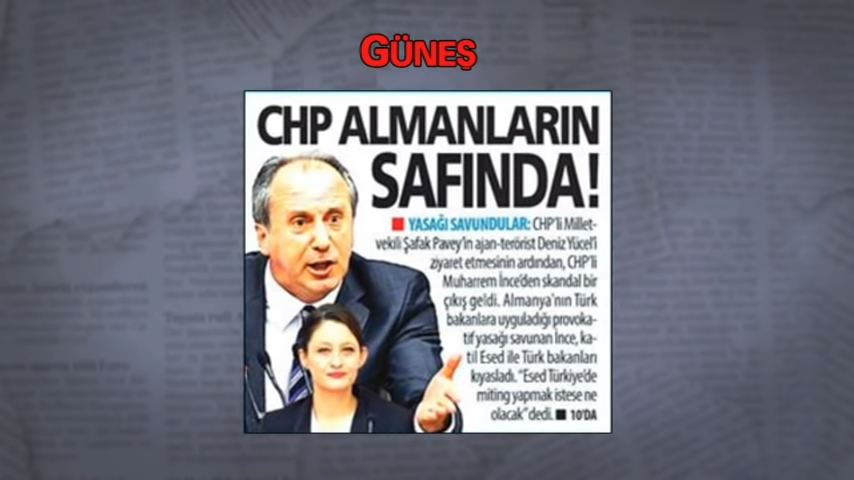 GÜNEŞ
CHP ALMANLARIN
SAFINDA!
YASAĞI SAVUNDULAR: CHP'li Millet-
vekili Şafak Pavey'in ajan-terörist Deniz Yücel'i
ziyaret etmesinin ardından, CHP'li
Muharrem İnce'den skandal bir
çıkış geldi. Almanya'nın Türk
bakanlara uyguladığı provoka-
tif yasağı savunan İnce, ka-
til Esed ile Türk bakanları
kıyasladı. "Esed Türkiye'de
miting yapmak istese ne
olacak" dedi. ■ 10'DA